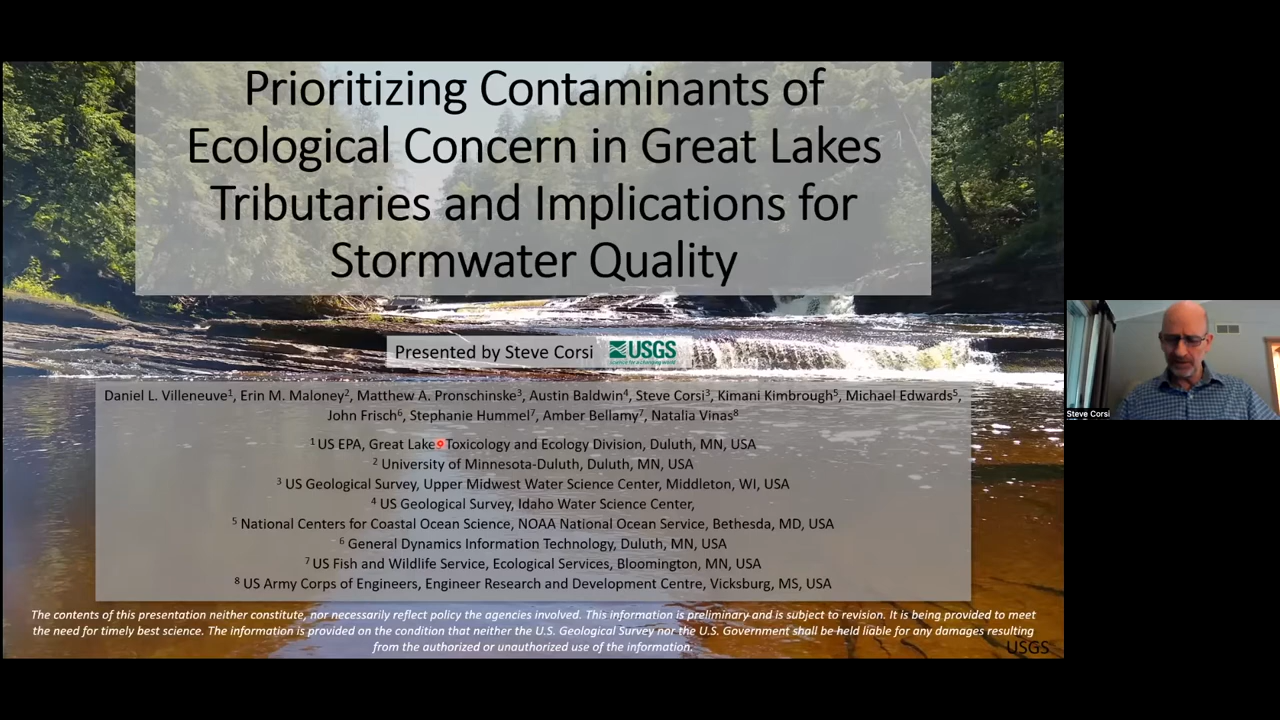 Prioritizing Contaminants of
Ecological Concern in Great Lakes
Tributaries and Implications for
Stormwater Quality
Presented by Steve Corsi USGS
science for a changing world
Daniel L. Villeneuve1, Erin M. Maloney2, Matthew A. Pronschinske3, Austin Baldwin4, Steve Corsi3, Kimani Kimbrough5, Michael Edwards5,
John Frisch6, Stephanie Hummel7, Amber Bellamy7, Natalia Vinas8
1 US EPA, Great Lakes Toxicology and Ecology Division, Duluth, MN, USA
2 University of Minnesota-Duluth, Duluth, MN, USA
3 US Geological Survey, Upper Midwest Water Science Center, Middleton, WI, USA
4 US Geological Survey, Idaho Water Science Center,
5 National Centers for Coastal Ocean Science, NOAA National Ocean Service, Bethesda, MD, USA
6 General Dynamics Information Technology, Duluth, MN, USA
7 US Fish and Wildlife Service, Ecological Services, Bloomington, MN, USA
8 US Army Corps of Engineers, Engineer Research and Development Centre, Vicksburg, MS, USA
The contents of this presentation neither constitute, nor necessarily reflect policy the agencies involved. This information is preliminary and is subject to revision. It is being provided to meet
the need for timely best science. The information is provided on the condition that neither the U.S. Geological Survey nor the U.S. Government shall be held liable for any damages resulting
from the authorized or unauthorized use of the information.
USGS
Steve Corsi